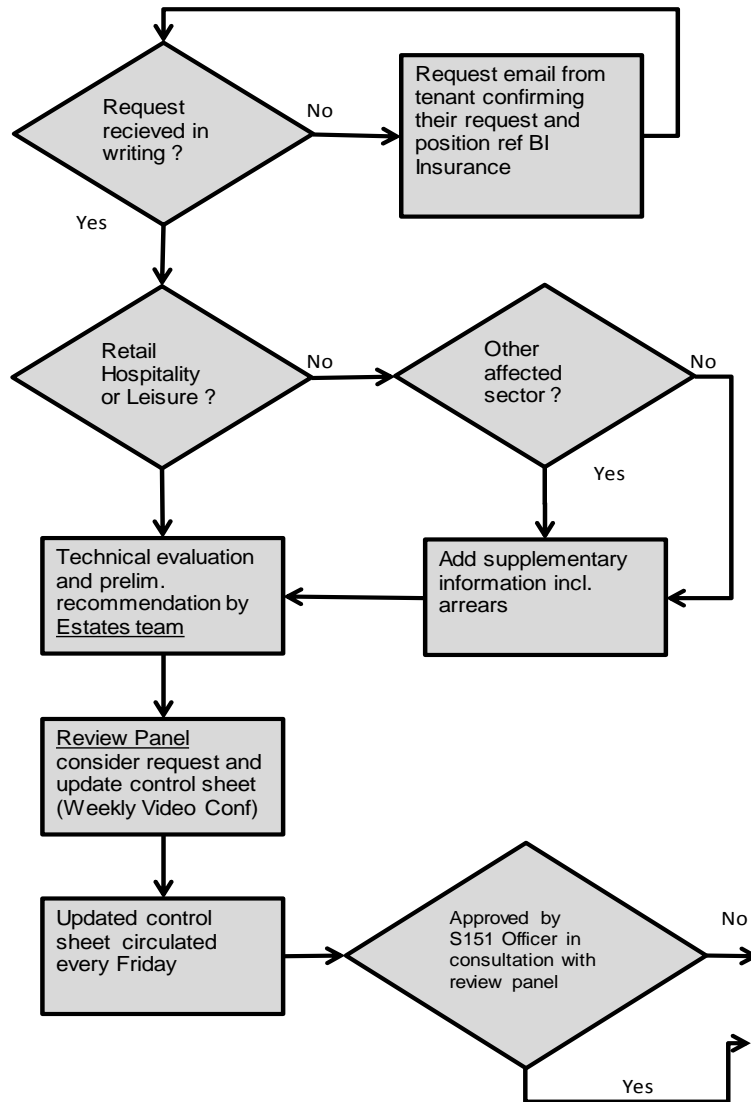 Request
recieved in
writing ?
No
Request email from
tenant confirming
their request and
position ref BI
Insurance
Yes
Retail
Hospitality
or Leisure ?
No
Other
affected
sector ?
No
Yes
Technical evaluation
and prelim.
recommendation by
Estates team
Add supplementary
information incl.
arrears
Review Panel
consider request and
update control sheet
(Weekly Video Conf)
Updated control
sheet circulated
every Friday
Approved by
S151 Officer in
consultation with
review panel
No
Yes